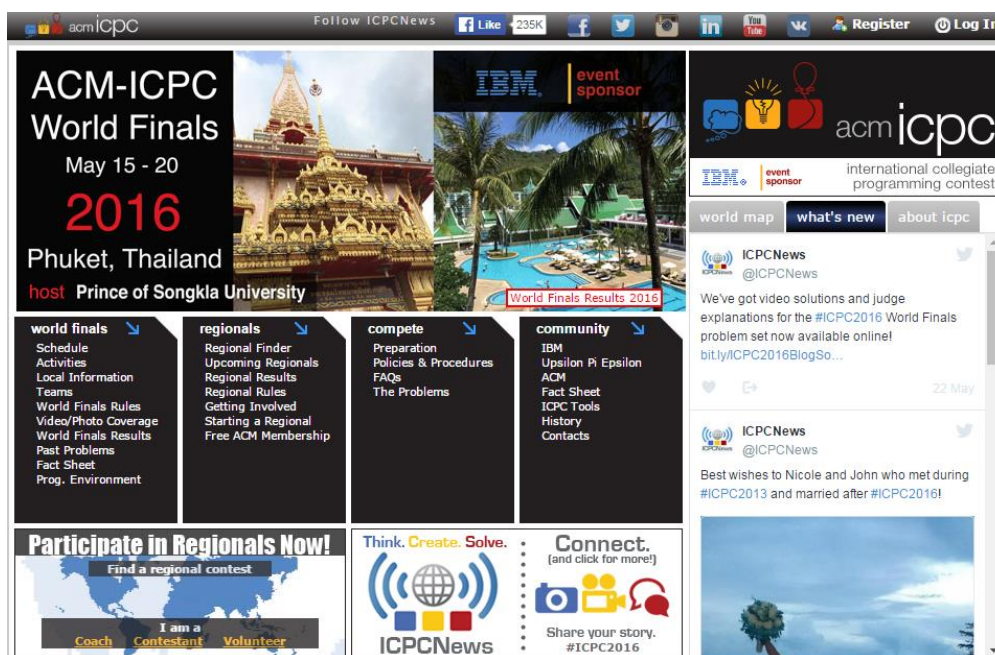 acm icpc
Follow ICPCNews
Like 235K
f
in
You
Tube
Register
Log In
ACM-ICPC
World Finals
May 15 - 20
2016
Phuket, Thailand
host Prince of Songkla University
IBM
event
sponsor
World Finals Results 2016
acm icpc
IBM
event
sponsor
international collegiate
programming contest
world finals
Schedule
Activities
Local Information
Teams
World Finals Rules
Video/Photo Coverage
World Finals Results
Past Problems
Fact Sheet
Prog. Environment
regionals
Regional Finder
Upcoming Regionals
Regional Results
Regional Rules
Getting Involved
Starting a Regional
Free ACM Membership
compete
Preparation
Policies & Procedures
FAQs
The Problems
community
IBM
Upsilon Pi Epsilon
ACM
Fact Sheet
ICPC Tools
History
Contacts
world map what's new about icpc
ICPCNews
@ICPCNews
We've got video solutions and judge
explanations for the #ICPC2016 World Finals
problem set now available online!
bit.ly/ICPC2016BlogSo…
22 May
ICPCNews
@ICPCNews
Best wishes to Nicole and John who met during
#ICPC2013 and married after #ICPC2016!
Participate in Regionals Now!
Find a regional contest
I am a
Coach Contestant Volunteer
Think. Create. Solve.
ICPCNews
Connect.
(and click for more!)
Share your story.
#ICPC2016